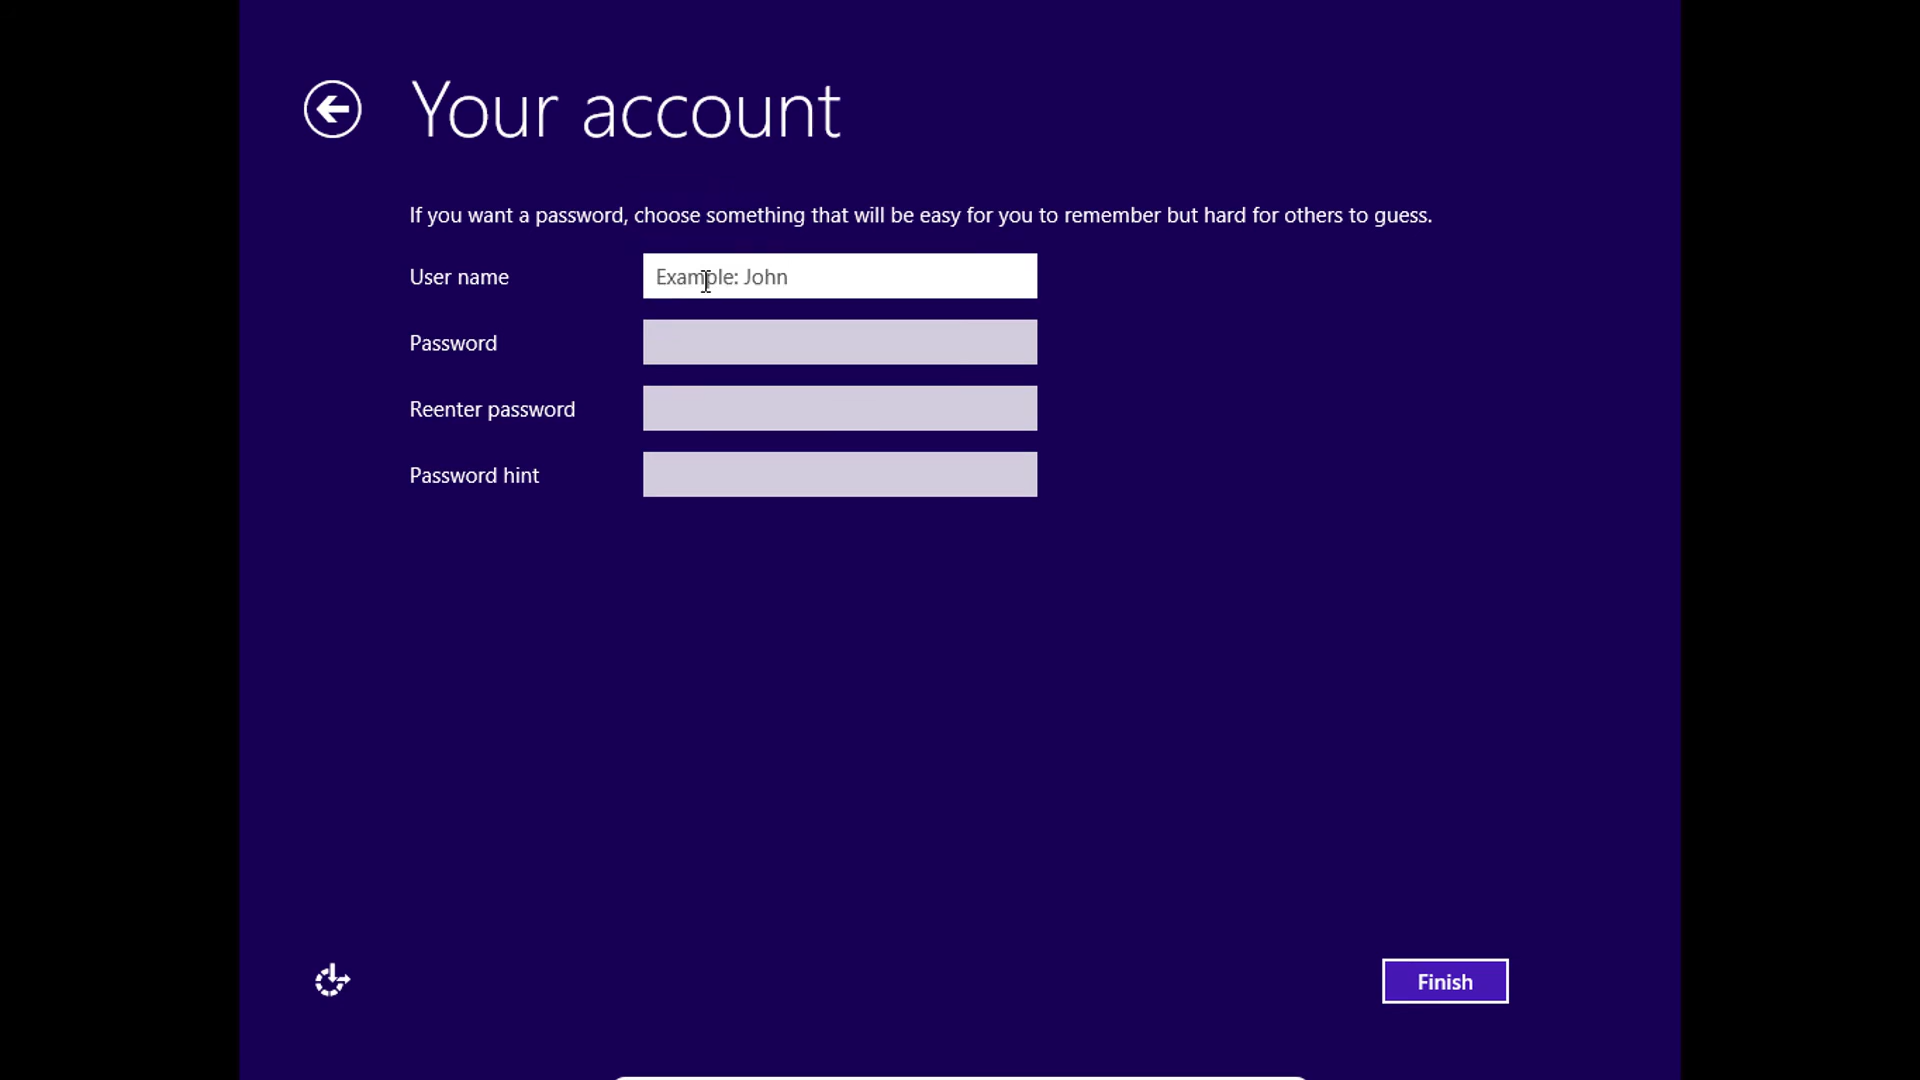 Your account
If you want a password, choose something that will be easy for you to remember but hard for others to guess.
User name
Example: John
Password
Reenter password
Password hint
Finish